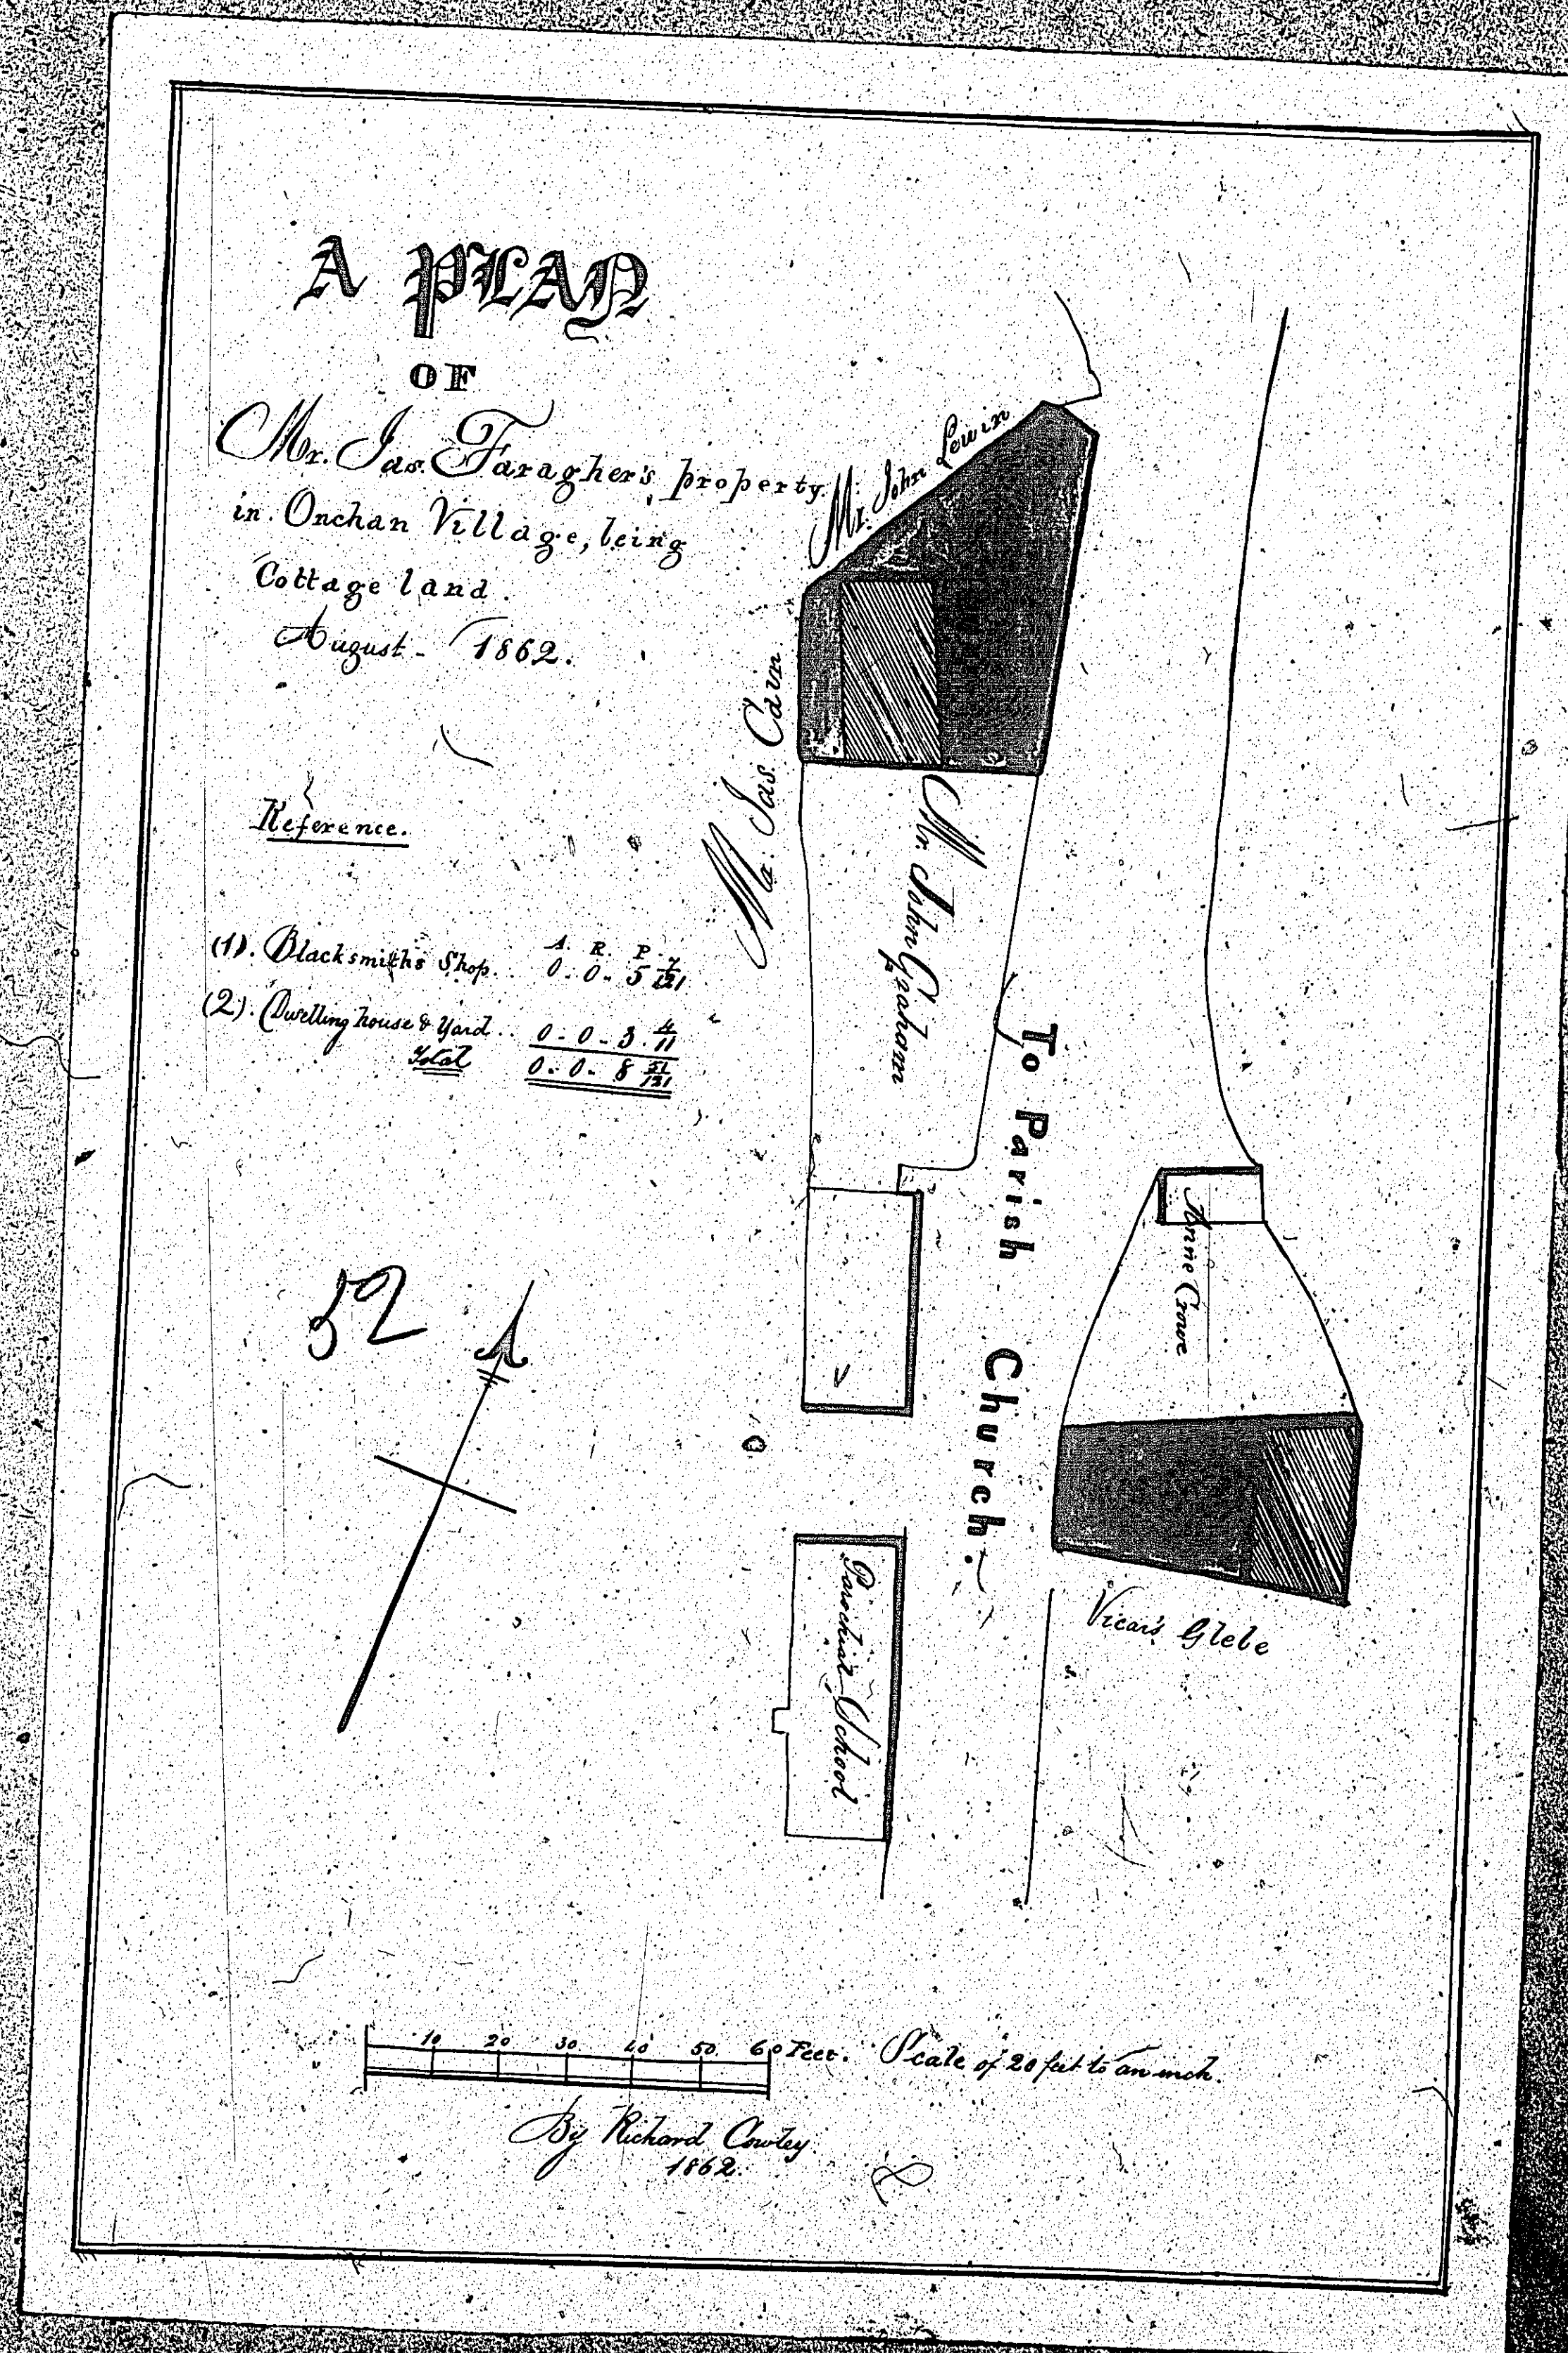 A PLAN
OF
Mr. Jas. Faragher's property
in Onchan Village, being
Cottage land.
August - 1862.
Reference.
A. R. P.
(1). Blacksmith's Shop.. 0 - 0 - 5 7/121
(2). Dwelling house & Yard.. 0 - 0 - 3 4/11
Total 0 - 0 - 8 51/121
52
Mr. John Lewin
Mr. Jas. Cain
Mr. John Graham
To Parish Church.
Anne Crowe
Vicar's Glebe
Parochial School
10 20 30 40 50 60 Feet. Scale of 20 feet to an inch.
By Richard Cowley.
1862.